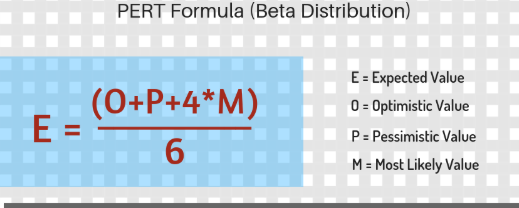 PERT Formula (Beta Distribution)
E = (O+P+4*M)
6
E = Expected Value
O = Optimistic Value
P = Pessimistic Value
M = Most Likely Value